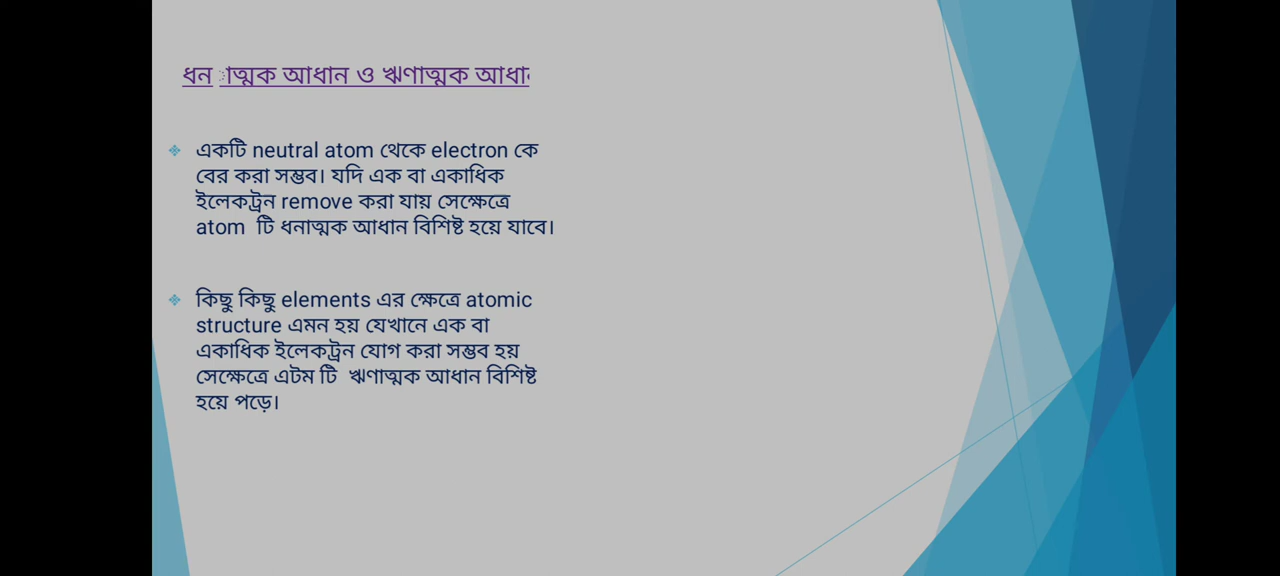 ধনাত্মক আধান ও ঋণাত্মক আধান
একটি neutral atom থেকে electron কে
বের করা সম্ভব। যদি এক বা একাধিক
ইলেকট্রন remove করা যায় সেক্ষেত্রে
atom টি ধনাত্মক আধান বিশিষ্ট হয়ে যাবে।
কিছু কিছু elements এর ক্ষেত্রে atomic
structure এমন হয় যেখানে এক বা
একাধিক ইলেকট্রন যোগ করা সম্ভব হয়
সেক্ষেত্রে এটম টি ঋণাত্মক আধান বিশিষ্ট
হয়ে পড়ে।